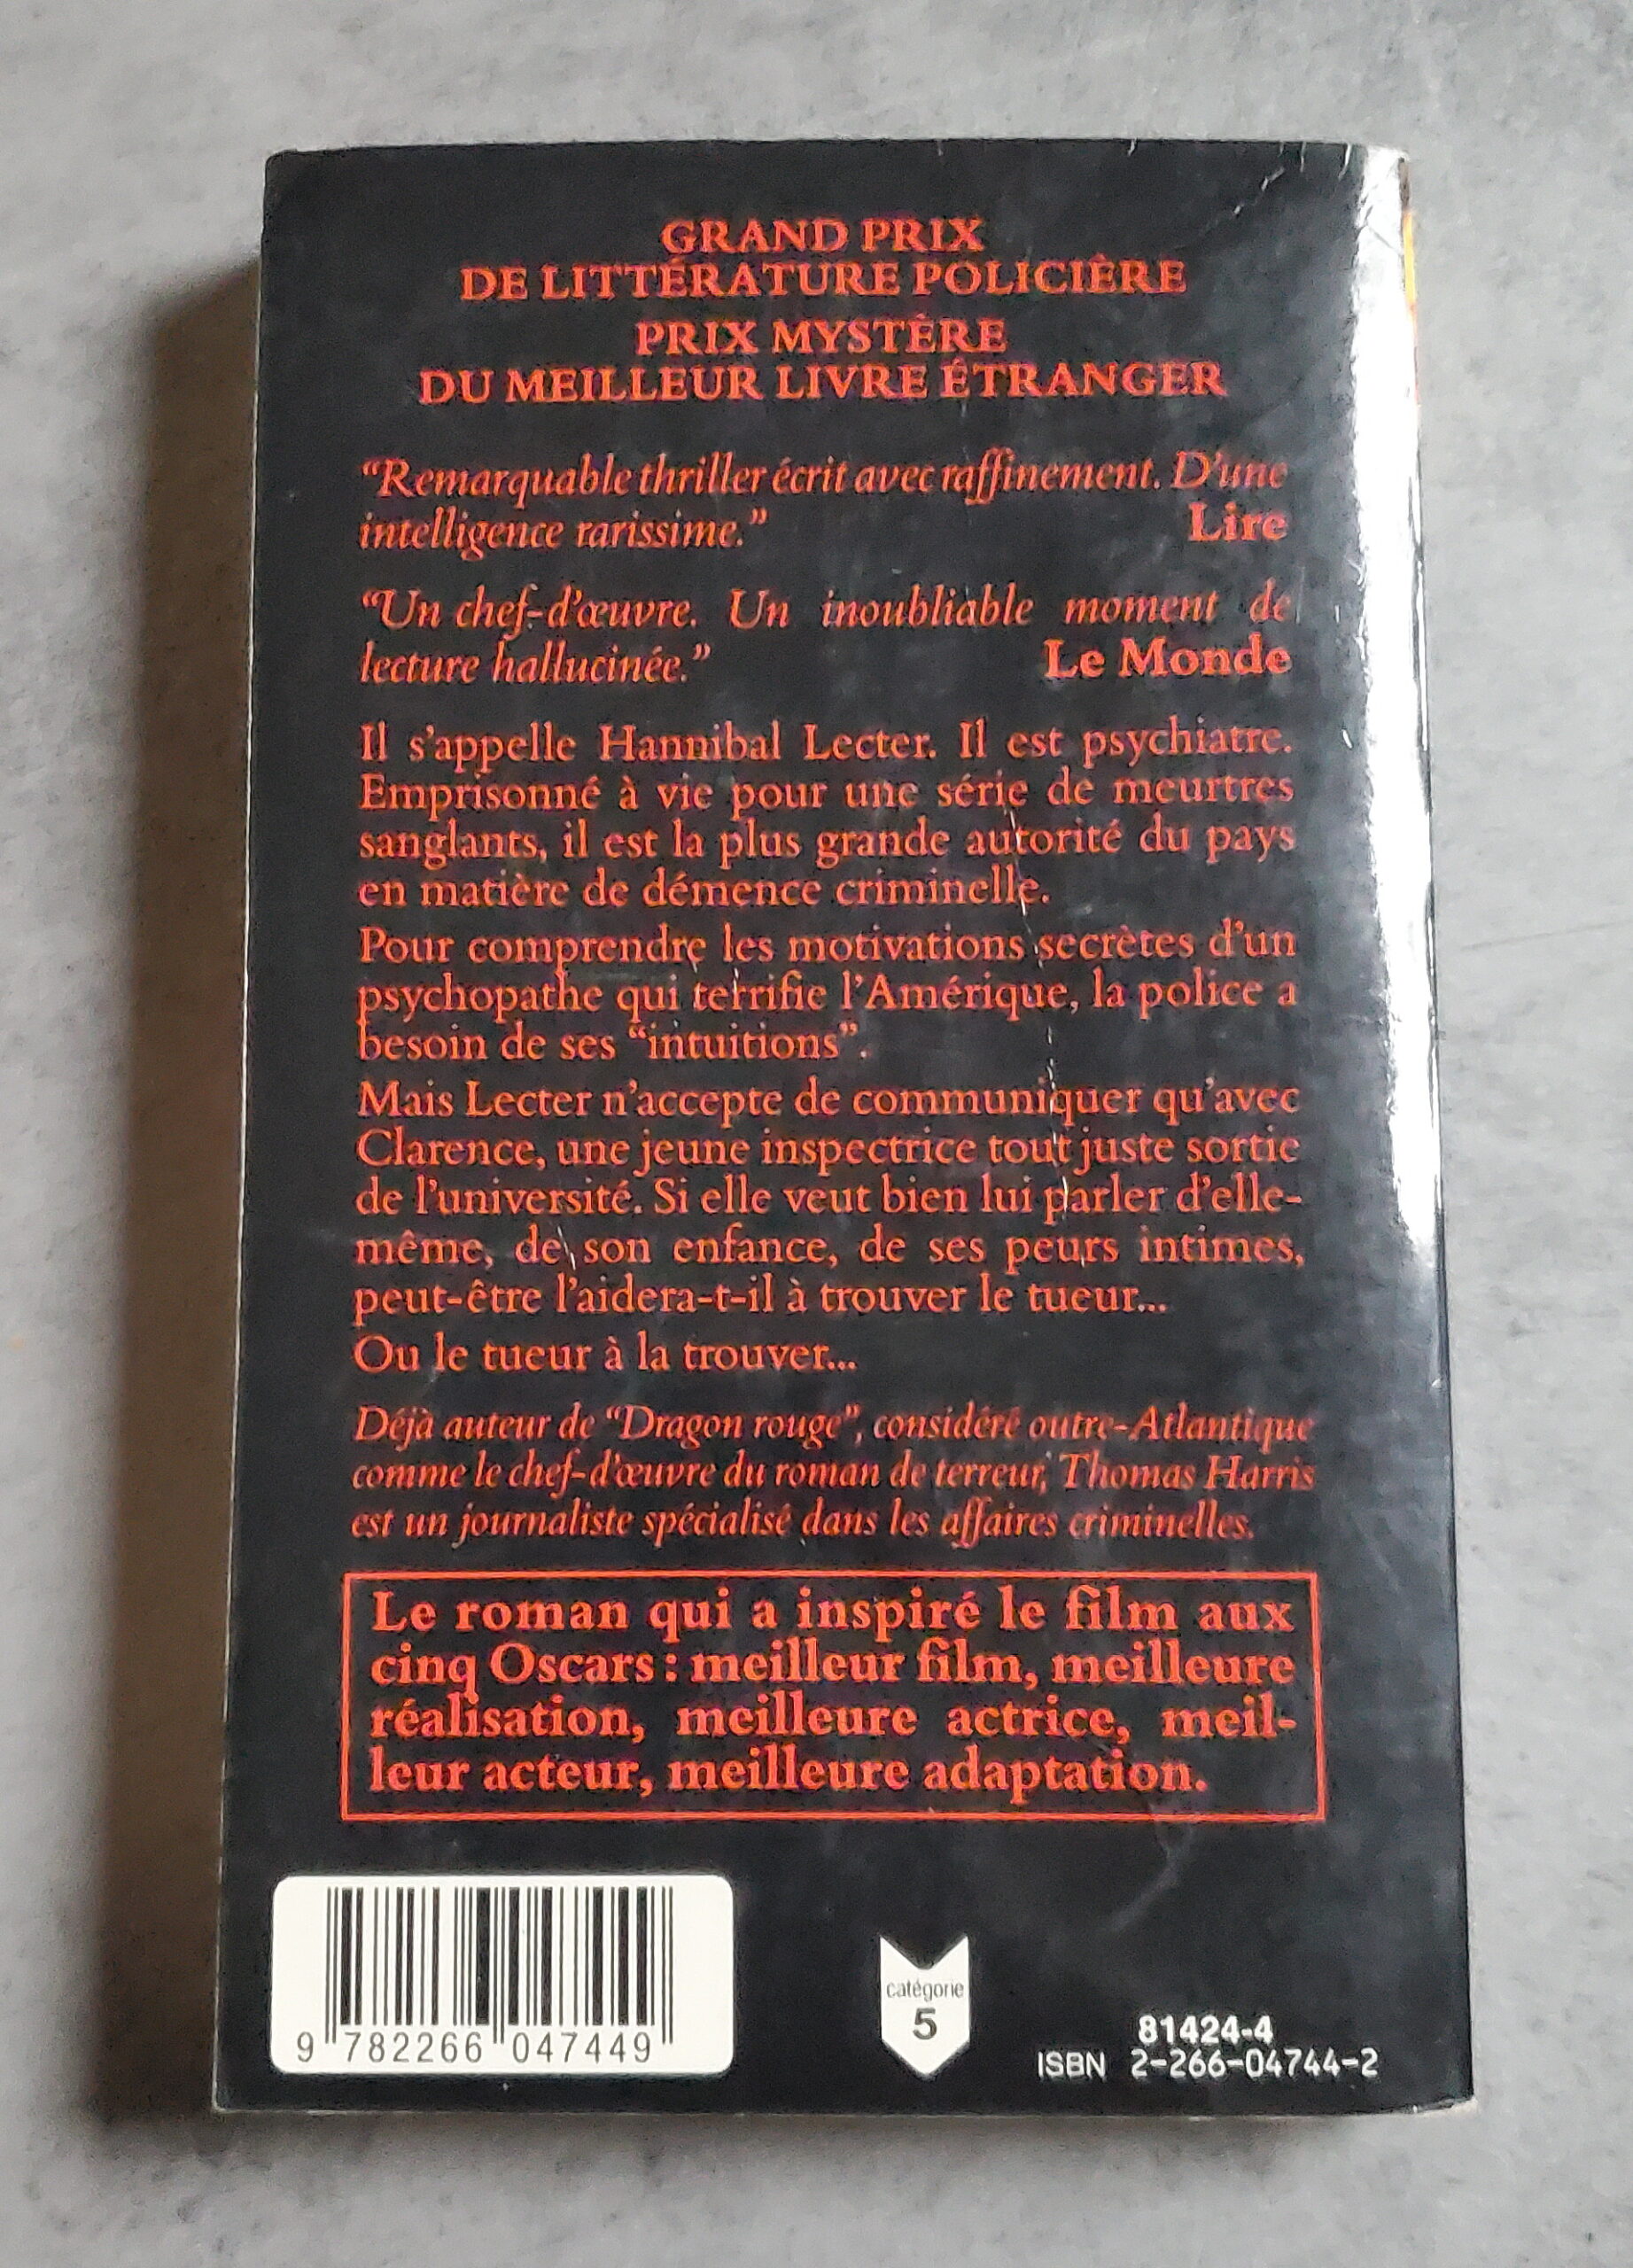 GRAND PRIX
DE LITTÉRATURE POLICIÈRE
PRIX MYSTÈRE
DU MEILLEUR LIVRE ÉTRANGER
“Remarquable thriller écrit avec raffinement. D’une
intelligence rarissime.” Lire
“Un chef-d’œuvre. Un inoubliable moment de
lecture hallucinée.” Le Monde
Il s’appelle Hannibal Lecter. Il est psychiatre.
Emprisonné à vie pour une série de meurtres
sanglants, il est la plus grande autorité du pays
en matière de démence criminelle.
Pour comprendre les motivations secrètes d’un
psychopathe qui terrifie l’Amérique, la police a
besoin de ses “intuitions”.
Mais Lecter n’accepte de communiquer qu’avec
Clarence, une jeune inspectrice tout juste sortie
de l’université. Si elle veut bien lui parler d’elle-
même, de son enfance, de ses peurs intimes,
peut-être l’aidera-t-il à trouver le tueur...
Ou le tueur à la trouver...
Déjà auteur de “Dragon rouge”, considéré outre-Atlantique
comme le chef-d’œuvre du roman de terreur, Thomas Harris
est un journaliste spécialisé dans les affaires criminelles.
Le roman qui a inspiré le film aux
cinq Oscars : meilleur film, meilleure
réalisation, meilleure actrice, meil-
leur acteur, meilleure adaptation.
9 782266 047449
catégorie
5
81424-4
ISBN 2-266-04744-2